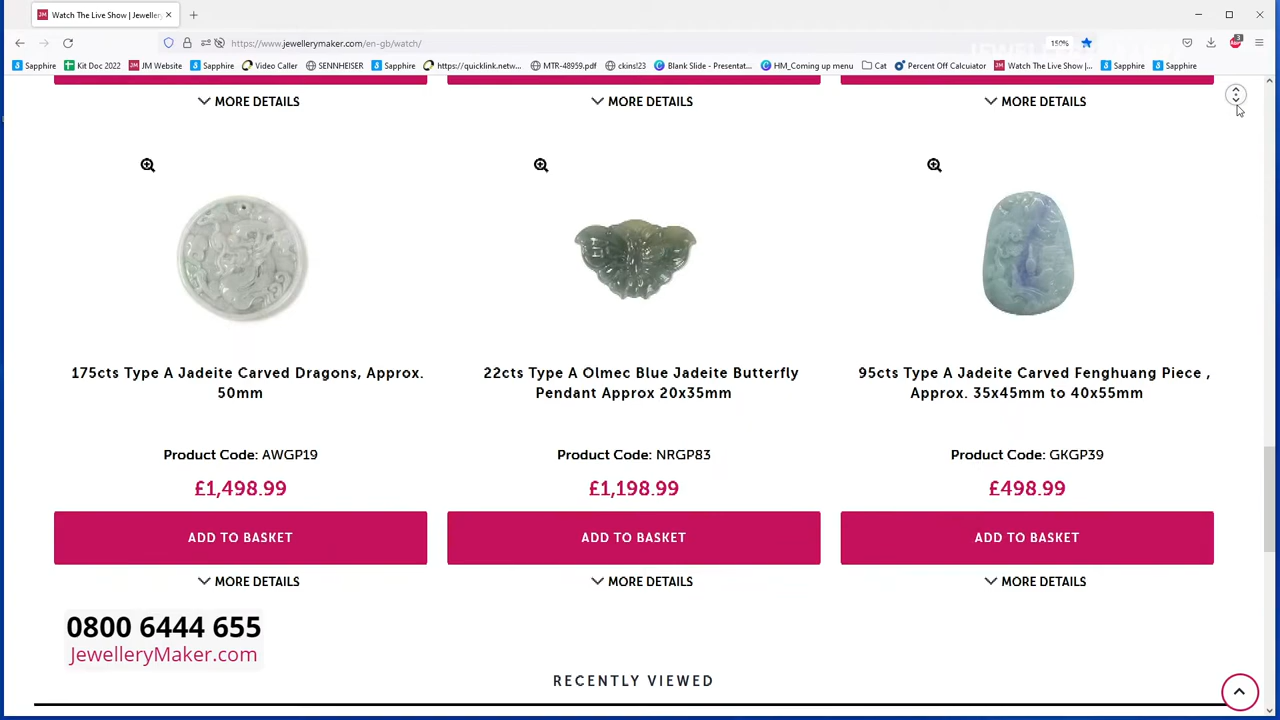 Watch The Live Show | Jewellery
https://www.jewellerymaker.com/en-gb/watch/
150%
3
Sapphire
Kit Doc 2022
JM Website
Sapphire
Video Caller
SENNHEISER
Sapphire
https://quicklink.netw...
MTR-48959.pdf
ckins!23
Blank Slide - Presentat...
HM_Coming up menu
Cat
Percent Off Calculator
Watch The Live Show |...
Sapphire
Sapphire
MORE DETAILS
MORE DETAILS
MORE DETAILS
175cts Type A Jadeite Carved Dragons, Approx.
50mm
22cts Type A Olmec Blue Jadeite Butterfly
Pendant Approx 20x35mm
95cts Type A Jadeite Carved Fenghuang Piece ,
Approx. 35x45mm to 40x55mm
Product Code: AWGP19
Product Code: NRGP83
Product Code: GKGP39
£1,498.99
£1,198.99
£498.99
ADD TO BASKET
ADD TO BASKET
ADD TO BASKET
MORE DETAILS
MORE DETAILS
MORE DETAILS
0800 6444 655
JewelleryMaker.com
RECENTLY VIEWED